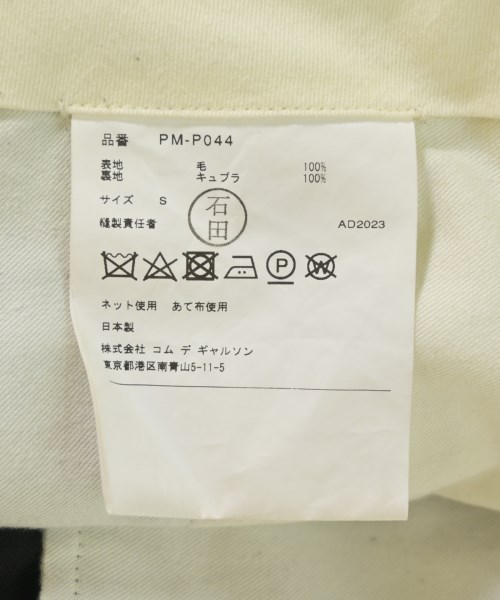 品番 PM-P044
表地 毛 100%
裏地 キュプラ 100%
サイズ S
石田
縫製責任者 AD2023
P W
ネット使用 あて布使用
日本製
株式会社 コム デ ギャルソン
東京都港区南青山5-11-5